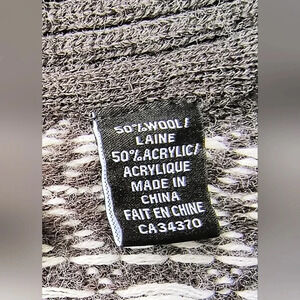 50%WOOL/
LAINE
50%ACRYLIC/
ACRYLIQUE
MADE IN
CHINA
FAIT EN CHINE
CA34370